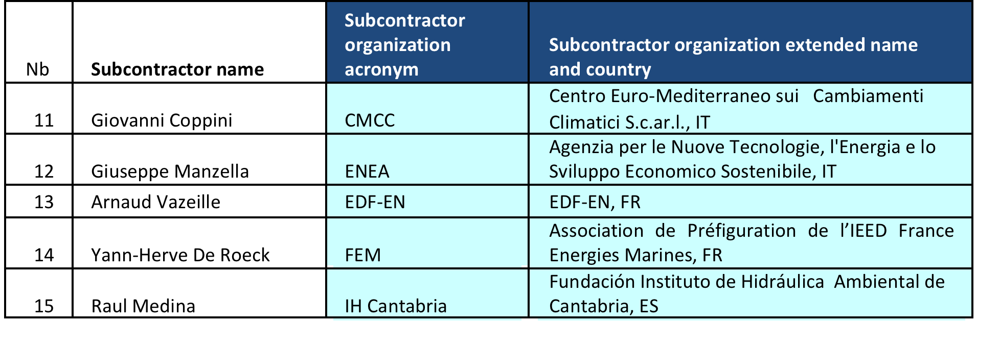 Nb
Subcontractor name
Subcontractor
organization
acronym
Subcontractor organization extended name
and country
11
Giovanni Coppini
CMCC
Centro Euro-Mediterraneo sui Cambiamenti
Climatici S.c.ar.l., IT
12
Giuseppe Manzella
ENEA
Agenzia per le Nuove Tecnologie, l'Energia e lo
Sviluppo Economico Sostenibile, IT
13
Arnaud Vazeille
EDF-EN
EDF-EN, FR
14
Yann-Herve De Roeck
FEM
Association de Préfiguration de l’IEED France
Energies Marines, FR
15
Raul Medina
IH Cantabria
Fundación Instituto de Hidráulica Ambiental de
Cantabria, ES